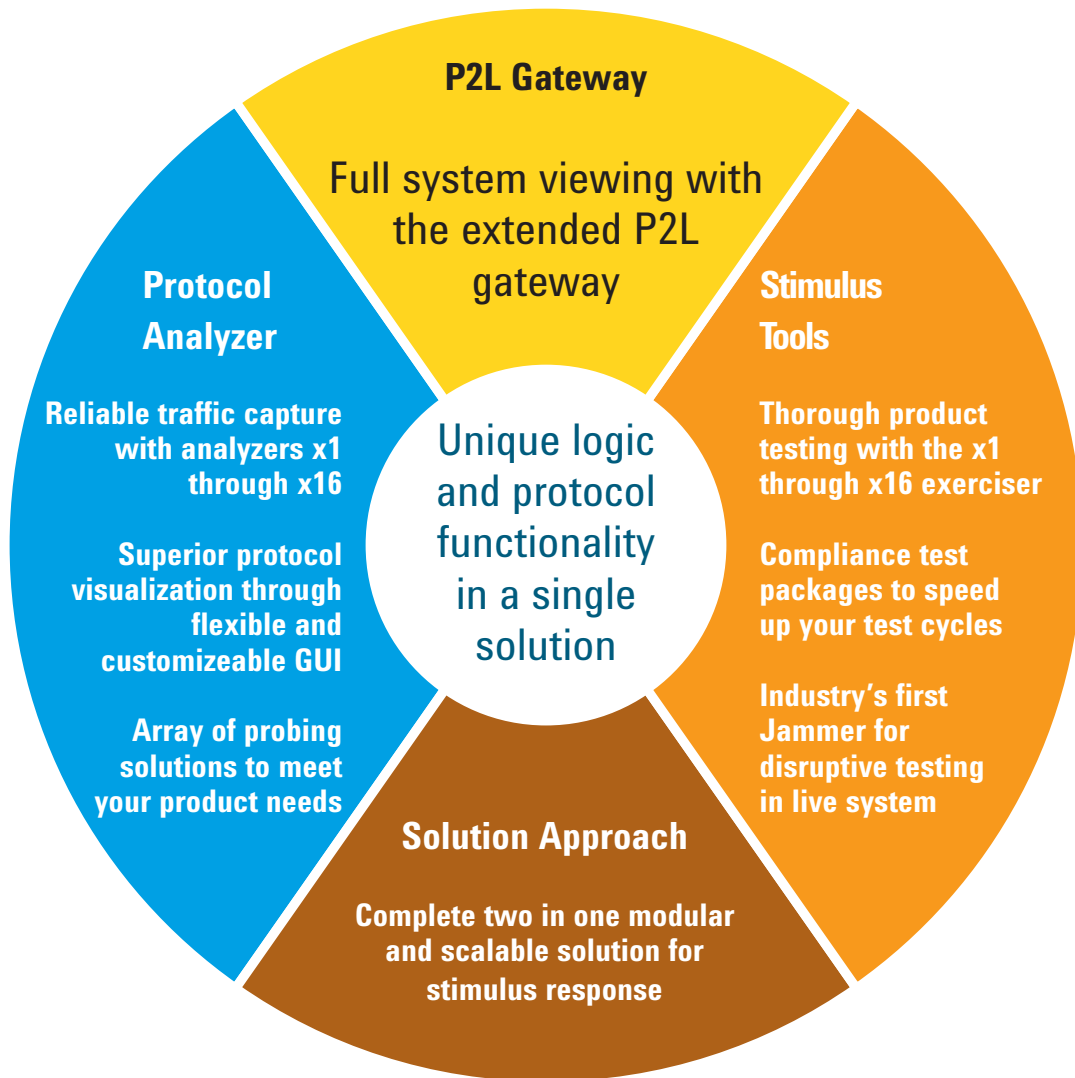 P2L Gateway
Full system viewing with
the extended P2L
gateway
Protocol
Analyzer
Reliable traffic capture
with analyzers x1
through x16
Superior protocol
visualization through
flexible and
customizeable GUI
Array of probing
solutions to meet
your product needs
Unique logic
and protocol
functionality
in a single
solution
Stimulus
Tools
Thorough product
testing with the x1
through x16 exerciser
Compliance test
packages to speed
up your test cycles
Industry's first
Jammer for
disruptive testing
in live system
Solution Approach
Complete two in one modular
and scalable solution for
stimulus response